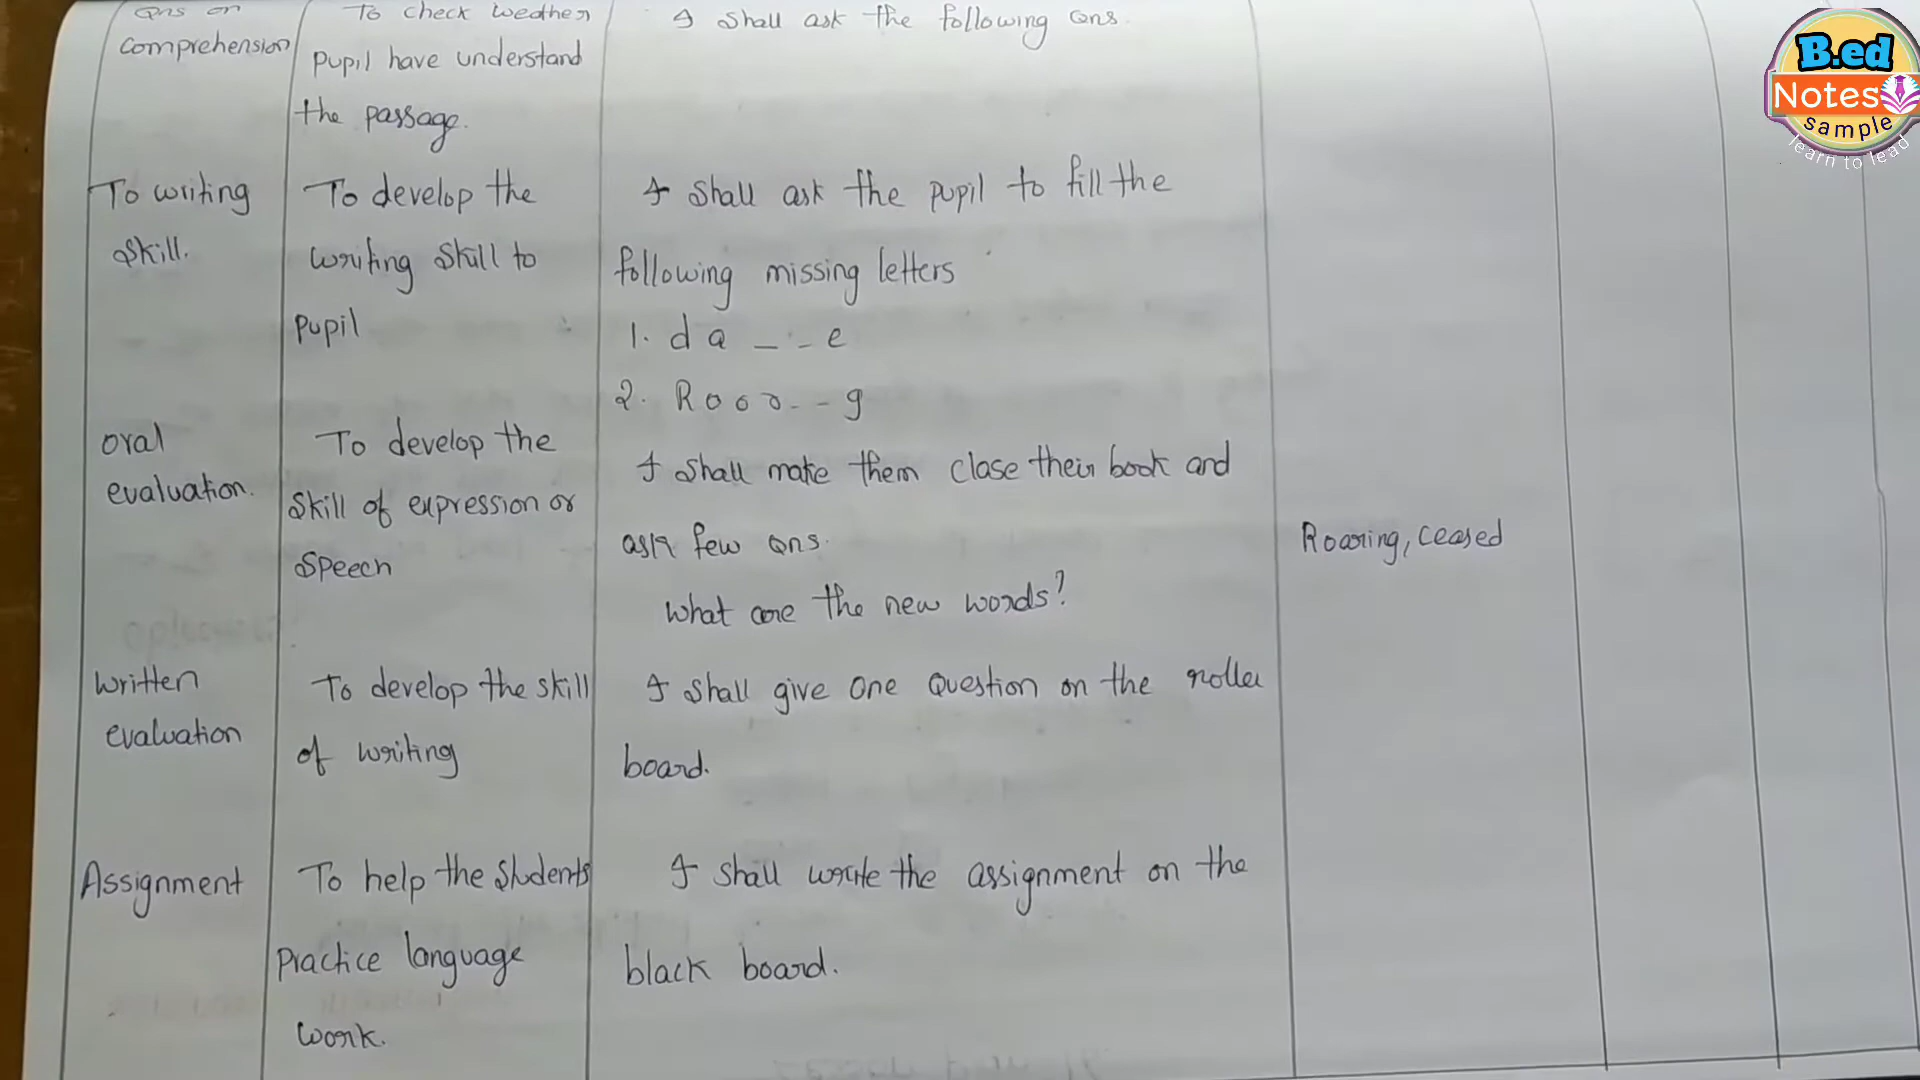 Qns on
Comprehension
To check weather
Pupil have understand
the passage.
I shall ask the following Qns.
To writing
Skill.
To develop the
writing skill to
Pupil
I shall ask the pupil to fill the
following missing letters
1. d a _ _ e
2. R o o r _ _ g
oral
evaluation.
To develop the
Skill of expression or
Speech
I shall make them close their book and
ask few Qns.
What are the new words?
Roaring, ceased
Written
evaluation
To develop the skill
of writing
I shall give one Question on the roller
board.
Assignment
To help the Students
Practice language
work.
I shall write the assignment on the
black board.
B.ed
Notes
sample
learn to lead